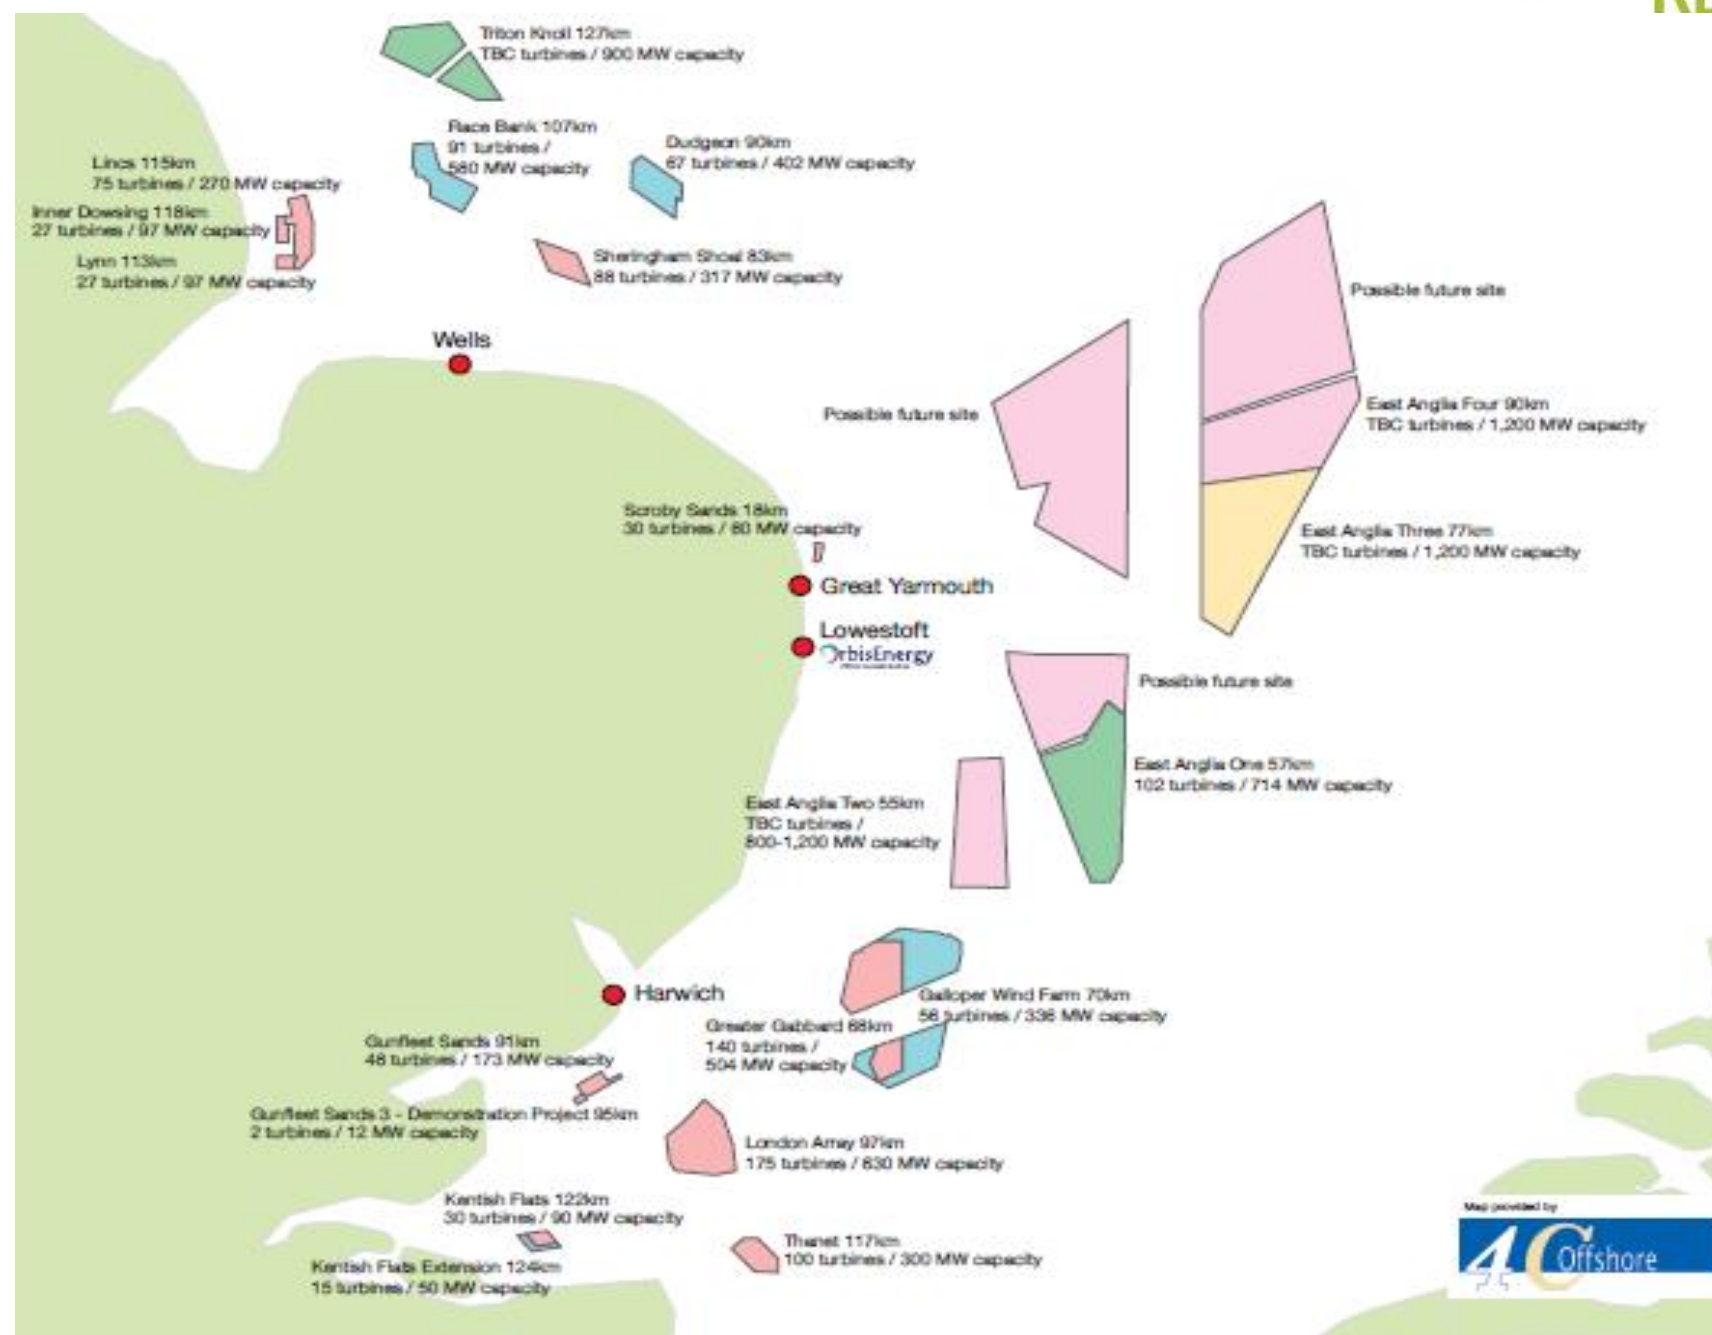 Triton Knoll 127km
TBC turbines / 900 MW capacity
Race Bank 107km
91 turbines /
580 MW capacity
Dudgeon 90km
67 turbines / 402 MW capacity
Lincs 115km
75 turbines / 270 MW capacity
Inner Dowsing 118km
27 turbines / 97 MW capacity
Lynn 113km
27 turbines / 97 MW capacity
Sheringham Shoal 83km
88 turbines / 317 MW capacity
Wells
Possible future site
Possible future site
East Anglia Four 90km
TBC turbines / 1,200 MW capacity
Scroby Sands 18km
30 turbines / 60 MW capacity
East Anglia Three 77km
TBC turbines / 1,200 MW capacity
Great Yarmouth
Lowestoft
OrbisEnergy
Possible future site
East Anglia One 57km
102 turbines / 714 MW capacity
East Anglia Two 55km
TBC turbines /
800-1,200 MW capacity
Harwich
Galloper Wind Farm 70km
56 turbines / 336 MW capacity
Greater Gabbard 68km
140 turbines /
504 MW capacity
Gunfleet Sands 91km
48 turbines / 173 MW capacity
Gunfleet Sands 3 - Demonstration Project 95km
2 turbines / 12 MW capacity
London Array 97km
175 turbines / 630 MW capacity
Kentish Flats 122km
30 turbines / 90 MW capacity
Thanet 117km
100 turbines / 300 MW capacity
Kentish Flats Extension 124km
15 turbines / 50 MW capacity
Map provided by
4C Offshore